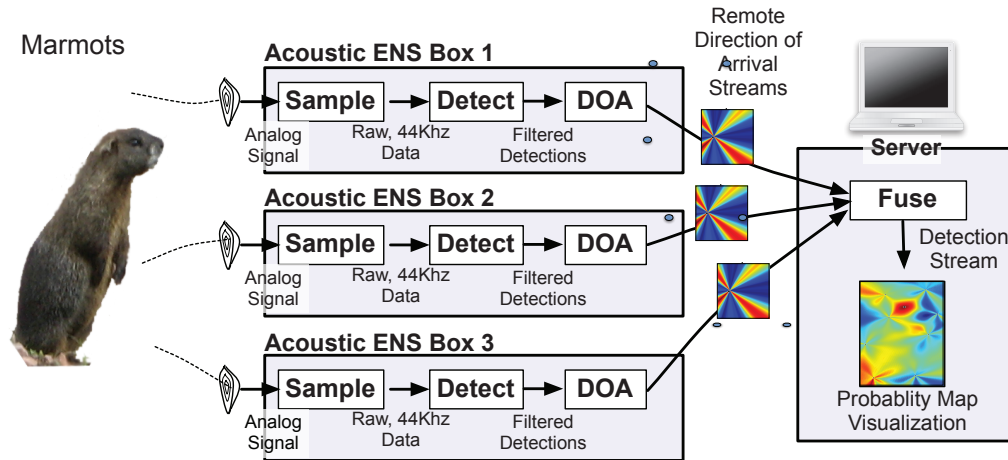 Marmots
Acoustic ENS Box 1
Sample
Detect
DOA
Analog
Signal
Raw, 44Khz
Data
Filtered
Detections
Acoustic ENS Box 2
Sample
Detect
DOA
Analog
Signal
Raw, 44Khz
Data
Filtered
Detections
Acoustic ENS Box 3
Sample
Detect
DOA
Analog
Signal
Raw, 44Khz
Data
Filtered
Detections
Remote
Direction of
Arrival
Streams
Server
Fuse
Detection
Stream
Probablity Map
Visualization